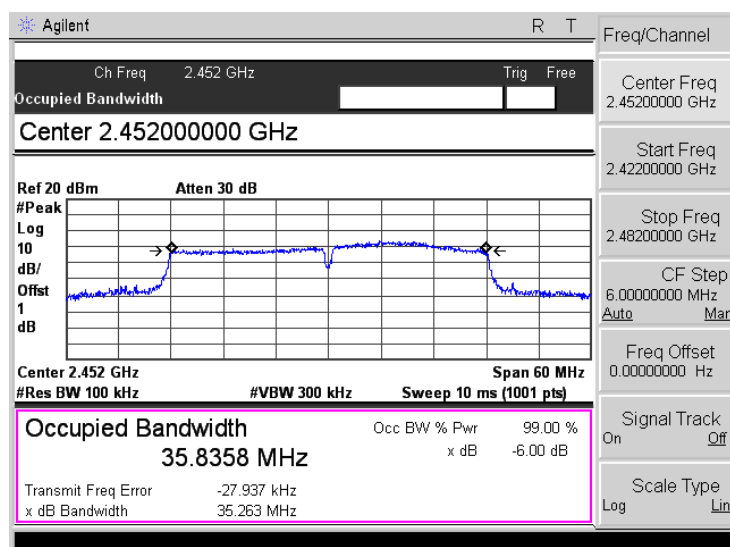 Agilent R T
Ch Freq 2.452 GHz Trig Free
Occupied Bandwidth
Center 2.452000000 GHz
Ref 20 dBm Atten 30 dB
#Peak
Log
10
dB/
Offst
1
dB
Center 2.452 GHz Span 60 MHz
#Res BW 100 kHz #VBW 300 kHz Sweep 10 ms (1001 pts)
Occupied Bandwidth Occ BW % Pwr 99.00 %
35.8358 MHz x dB -6.00 dB
Transmit Freq Error -27.937 kHz
x dB Bandwidth 35.263 MHz
Freq/Channel
Center Freq
2.45200000 GHz
Start Freq
2.42200000 GHz
Stop Freq
2.48200000 GHz
CF Step
6.00000000 MHz
Auto Man
Freq Offset
0.00000000 Hz
Signal Track
On Off
Scale Type
Log Lin